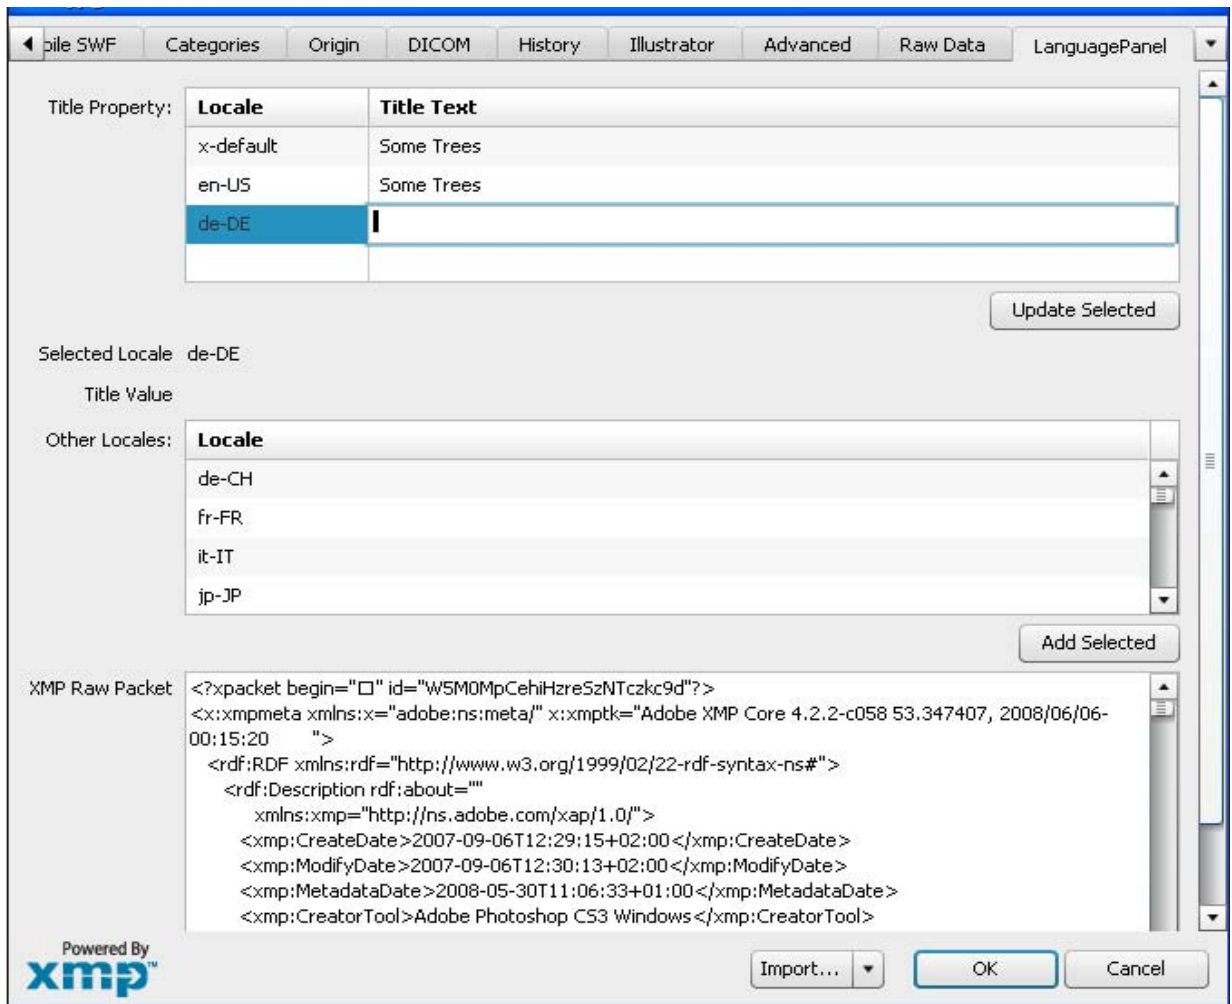 bile SWF Categories Origin DICOM History Illustrator Advanced Raw Data LanguagePanel
Title Property: Locale Title Text
x-default Some Trees
en-US Some Trees
de-DE
Update Selected
Selected Locale de-DE
Title Value
Other Locales: Locale
de-CH
fr-FR
it-IT
jp-JP
Add Selected
XMP Raw Packet <?xpacket begin="□" id="W5M0MpCehiHzreSzNTczkc9d"?>
<x:xmpmeta xmlns:x="adobe:ns:meta/" x:xmptk="Adobe XMP Core 4.2.2-c058 53.347407, 2008/06/06-
00:15:20        ">
<rdf:RDF xmlns:rdf="http://www.w3.org/1999/02/22-rdf-syntax-ns#">
<rdf:Description rdf:about=""
xmlns:xmp="http://ns.adobe.com/xap/1.0/">
<xmp:CreateDate>2007-09-06T12:29:15+02:00</xmp:CreateDate>
<xmp:ModifyDate>2007-09-06T12:30:13+02:00</xmp:ModifyDate>
<xmp:MetadataDate>2008-05-30T11:06:33+01:00</xmp:MetadataDate>
<xmp:CreatorTool>Adobe Photoshop CS3 Windows</xmp:CreatorTool>
Powered By
xmp™
Import... OK Cancel